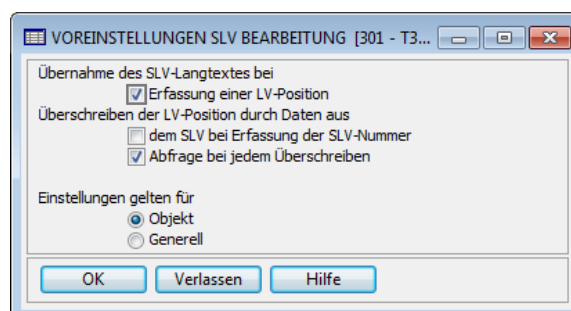 VOREINSTELLUNGEN SLV BEARBEITUNG [301 - T3...
Übernahme des SLV-Langtextes bei
Erfassung einer LV-Position
Überschreiben der LV-Position durch Daten aus
dem SLV bei Erfassung der SLV-Nummer
Abfrage bei jedem Überschreiben
Einstellungen gelten für
Objekt
Generell
OK Verlassen Hilfe